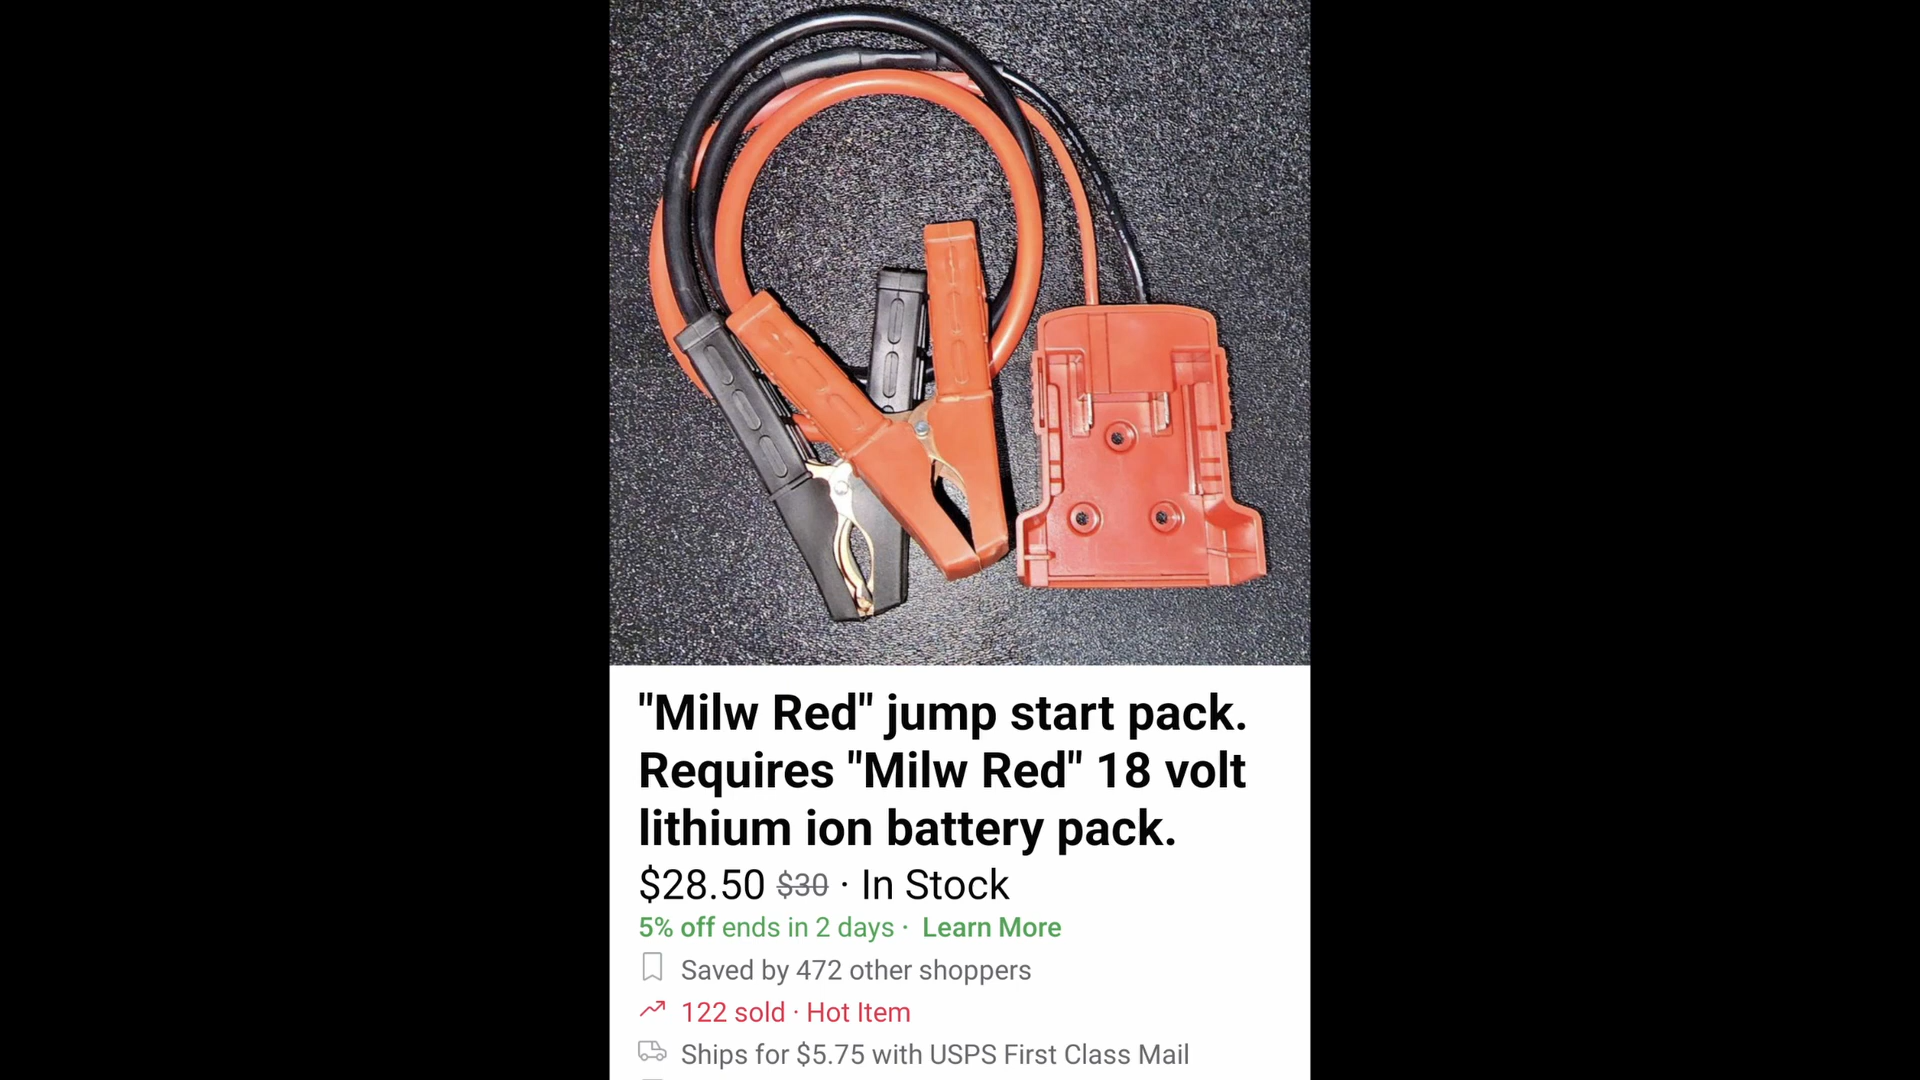 "Milw Red" jump start pack.
Requires "Milw Red" 18 volt
lithium ion battery pack.
$28.50 $30 · In Stock
5% off ends in 2 days · Learn More
Saved by 472 other shoppers
122 sold · Hot Item
Ships for $5.75 with USPS First Class Mail